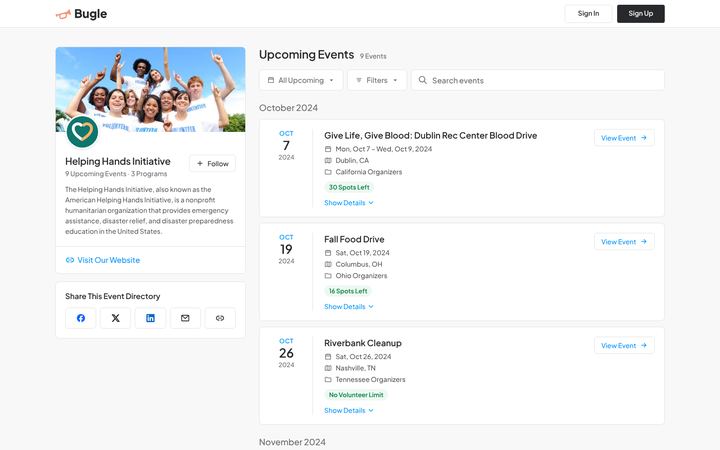 Bugle
Sign In
Sign Up
Helping Hands Initiative
9 Upcoming Events · 3 Programs
Follow
The Helping Hands Initiative, also known as the
American Helping Hands Initiative, is a nonprofit
humanitarian organization that provides emergency
assistance, disaster relief, and disaster preparedness
education in the United States.
Visit Our Website
Share This Event Directory
Upcoming Events
9 Events
All Upcoming
Filters
Search events
October 2024
OCT
7
2024
Give Life, Give Blood: Dublin Rec Center Blood Drive
Mon, Oct 7 – Wed, Oct 9, 2024
Dublin, CA
California Organizers
30 Spots Left
Show Details
View Event
OCT
19
2024
Fall Food Drive
Sat, Oct 19, 2024
Columbus, OH
Ohio Organizers
16 Spots Left
Show Details
View Event
OCT
26
2024
Riverbank Cleanup
Sat, Oct 26, 2024
Nashville, TN
Tennessee Organizers
No Volunteer Limit
Show Details
View Event
November 2024